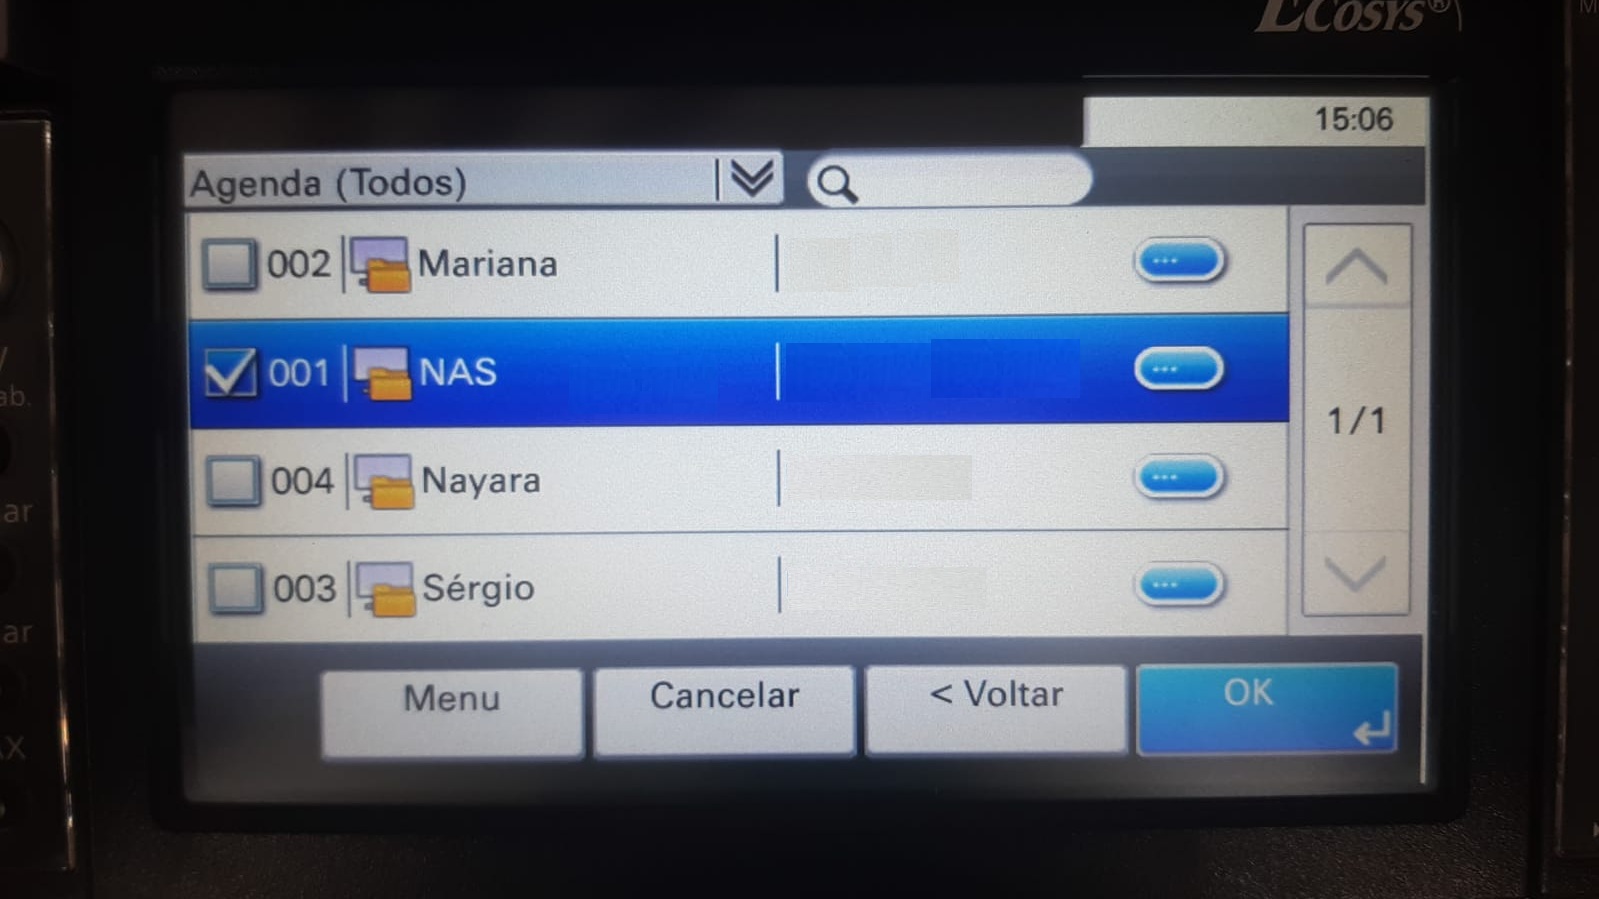 ECOSYS®
15:06
Agenda (Todos)
002 Mariana
001 NAS
004 Nayara
003 Sérgio
1/1
Menu
Cancelar
< Voltar
OK
ab.
ar
ar
AX